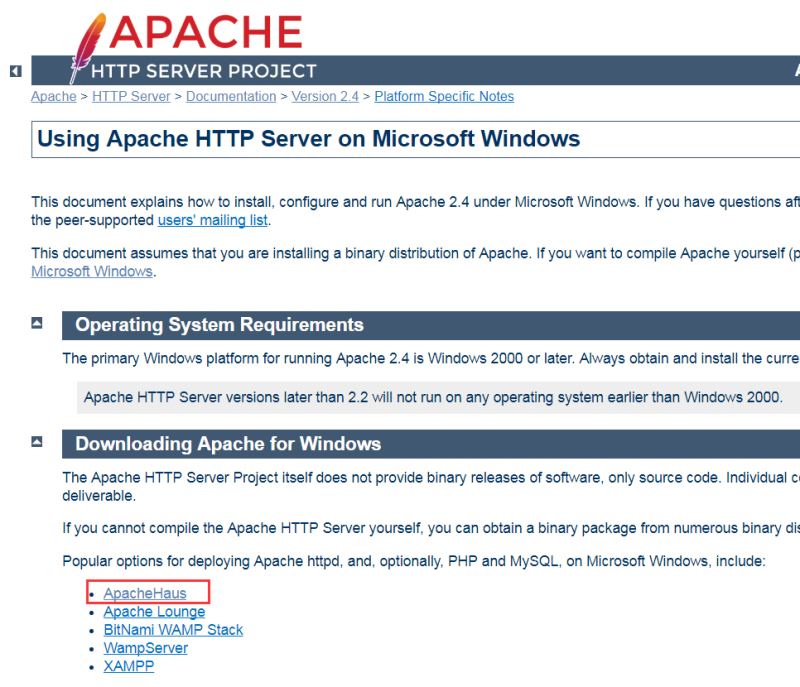 APACHE
HTTP SERVER PROJECT
Apache > HTTP Server > Documentation > Version 2.4 > Platform Specific Notes
Using Apache HTTP Server on Microsoft Windows
This document explains how to install, configure and run Apache 2.4 under Microsoft Windows. If you have questions aft
the peer-supported users' mailing list.
This document assumes that you are installing a binary distribution of Apache. If you want to compile Apache yourself (p
Microsoft Windows.
Operating System Requirements
The primary Windows platform for running Apache 2.4 is Windows 2000 or later. Always obtain and install the curre
Apache HTTP Server versions later than 2.2 will not run on any operating system earlier than Windows 2000.
Downloading Apache for Windows
The Apache HTTP Server Project itself does not provide binary releases of software, only source code. Individual c
deliverable.
If you cannot compile the Apache HTTP Server yourself, you can obtain a binary package from numerous binary dis
Popular options for deploying Apache httpd, and, optionally, PHP and MySQL, on Microsoft Windows, include:
• ApacheHaus
• Apache Lounge
• BitNami WAMP Stack
• WampServer
• XAMPP